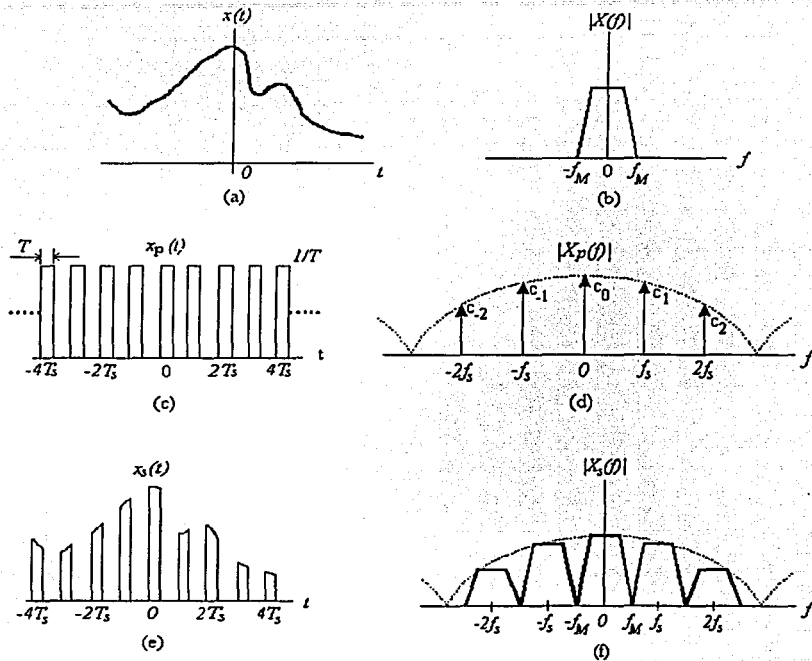 x(t)
|X(f)|
0
t
-f_M 0 f_M
f
(a)
(b)
T
x_p(t)
1/T
|X_p(f)|
c_-2
c_-1
c_0
c_1
c_2
-4T_s -2T_s 0 2T_s 4T_s
t
-2f_s -f_s 0 f_s 2f_s
f
(c)
(d)
x_s(t)
|X_s(f)|
-4T_s -2T_s 0 2T_s 4T_s
t
-2f_s -f_s -f_M 0 f_M f_s 2f_s
f
(e)
(f)